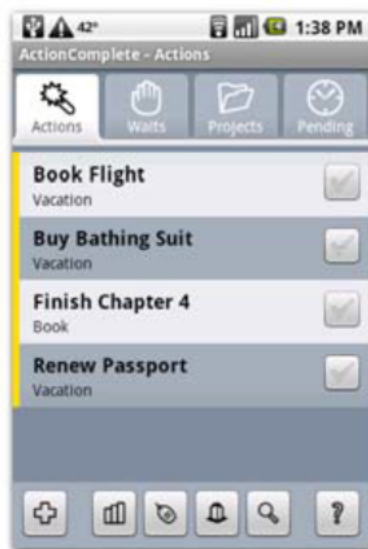 42° 1:38 PM
ActionComplete - Actions
Actions Waits Projects Pending
Book Flight
Vacation
Buy Bathing Suit
Vacation
Finish Chapter 4
Book
Renew Passport
Vacation
?